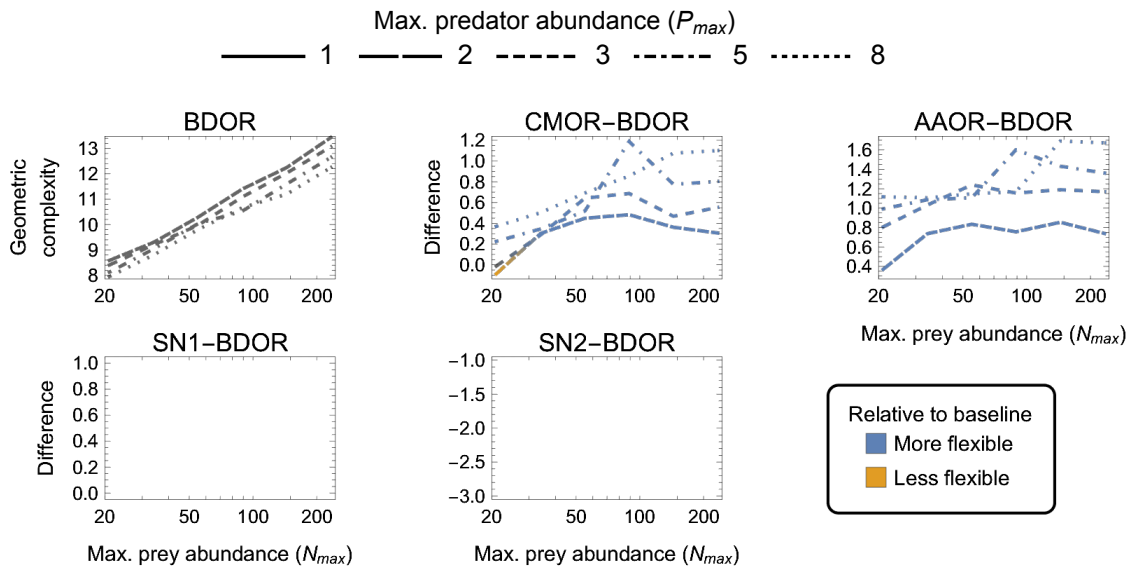 Max. predator abundance (Pmax)
1 2 3 5 8
BDOR
Geometric complexity
13
12
11
10
9
8
20 50 100 200
CMOR–BDOR
Difference
1.2
1.0
0.8
0.6
0.4
0.2
0.0
20 50 100 200
AAOR–BDOR
1.6
1.4
1.2
1.0
0.8
0.6
0.4
20 50 100 200
Max. prey abundance (Nmax)
SN1–BDOR
Difference
1.0
0.8
0.6
0.4
0.2
0.0
20 50 100 200
Max. prey abundance (Nmax)
SN2–BDOR
−1.0
−1.5
−2.0
−2.5
−3.0
20 50 100 200
Max. prey abundance (Nmax)
Relative to baseline
More flexible
Less flexible